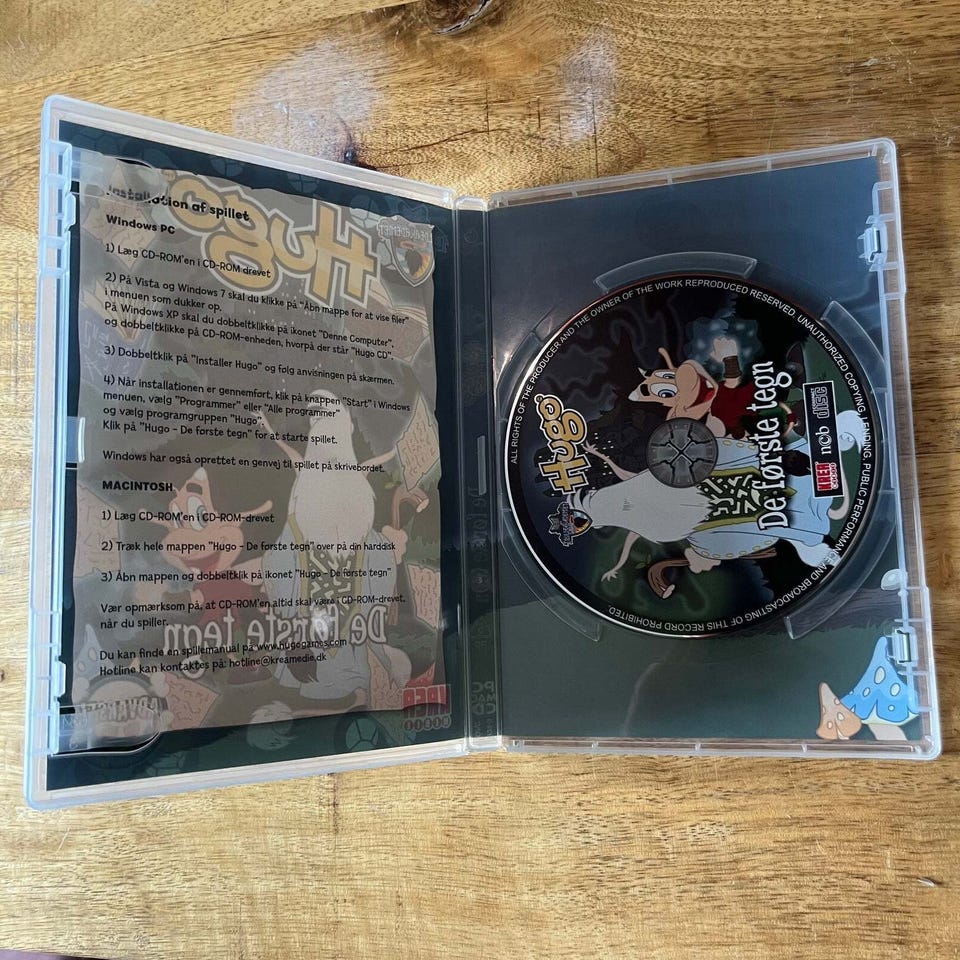 Installation af spillet
Windows PC
1) Læg CD-ROM'en i CD-ROM drevet
2) På Vista og Windows 7 skal du klikke på "Åbn mappe for at vise filer"
i menuen som dukker op.
På Windows XP skal du dobbeltklikke på ikonet "Denne Computer".
og dobbeltklikke på CD-ROM-enheden, hvorpå der står "Hugo CD".
3) Dobbeltklik på "Installer Hugo" og følg anvisningen på skærmen.
4) Når installationen er gennemført, klik på knappen "Start" i Windows
menuen, vælg "Programmer" eller "Alle programmer"
og vælg programgruppen "Hugo".
Klik på "Hugo - De første tegn" for at starte spillet.
Windows har også oprettet en genvej til spillet på skrivebordet.
MACINTOSH
1) Læg CD-ROM'en i CD-ROM-drevet
2) Træk hele mappen "Hugo - De første tegn" over på din harddisk
3) Åbn mappen og dobbeltklik på ikonet "Hugo - De første tegn"
Vær opmærksom på, at CD-ROM'en altid skal være i CD-ROM-drevet,
når du spiller.
Du kan finde en spillemanual på www.hugogames.com
Hotline kan kontaktes på: hotline@kreamedie.dk
Hugo
De første tegn
KREA
MEDIE
Hugo
De første tegn
KREA
ncb
COMPACT
disc
ALL RIGHTS OF THE PRODUCER AND THE OWNER OF THE WORK REPRODUCED RESERVED. UNAUTHORIZED COPYING, LENDING, PUBLIC PERFORMANCE AND BROADCASTING OF THIS RECORD PROHIBITED.